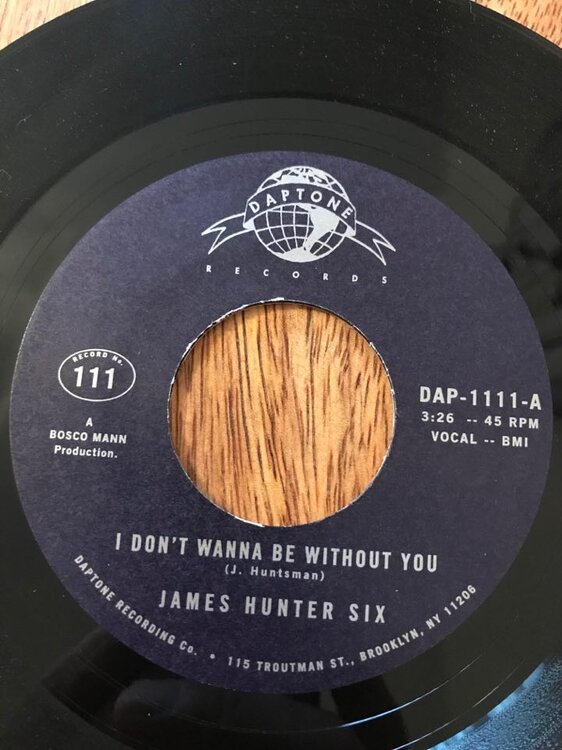 DAPTONE
RECORDS
RECORD No.
111
A
BOSCO MANN
Production.
DAP-1111-A
3:26 -- 45 RPM
VOCAL -- BMI
I DON'T WANNA BE WITHOUT YOU
(J. Huntsman)
JAMES HUNTER SIX
DAPTONE RECORDING Co. • 115 TROUTMAN ST., BROOKLYN, NY 11206